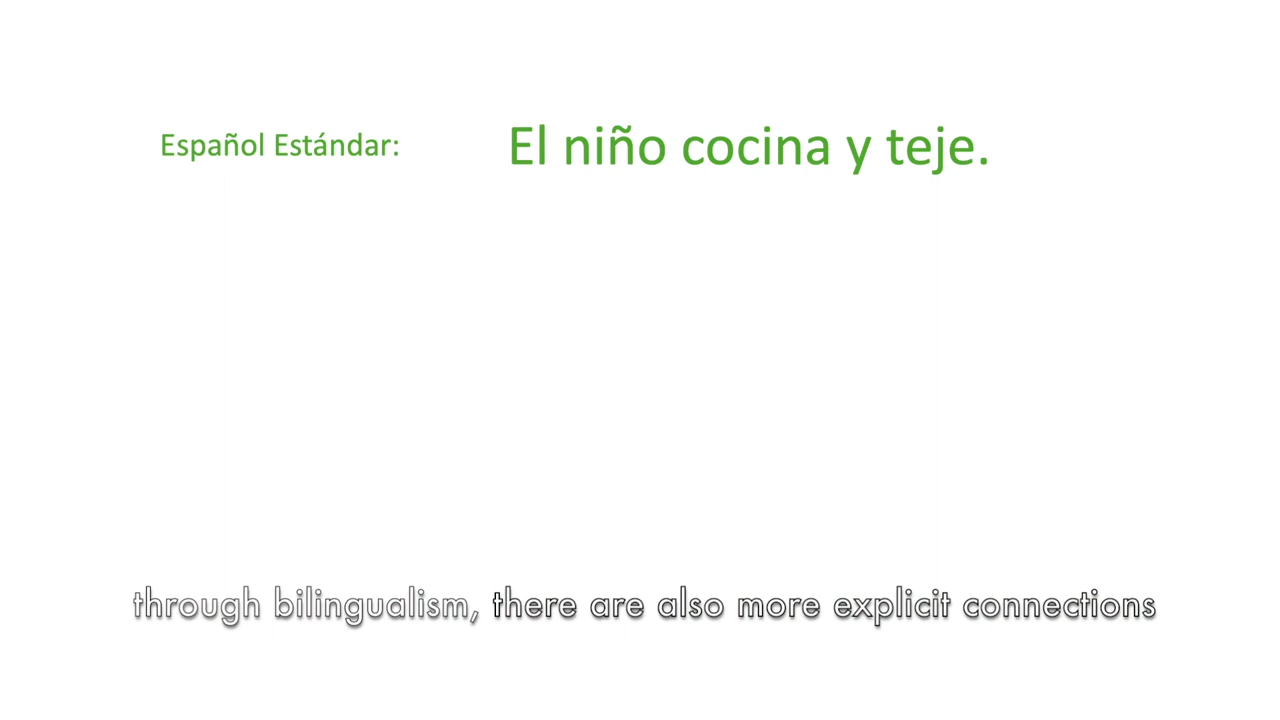 Español Estándar: El niño cocina y teje.
through bilingualism, there are also more explicit connections